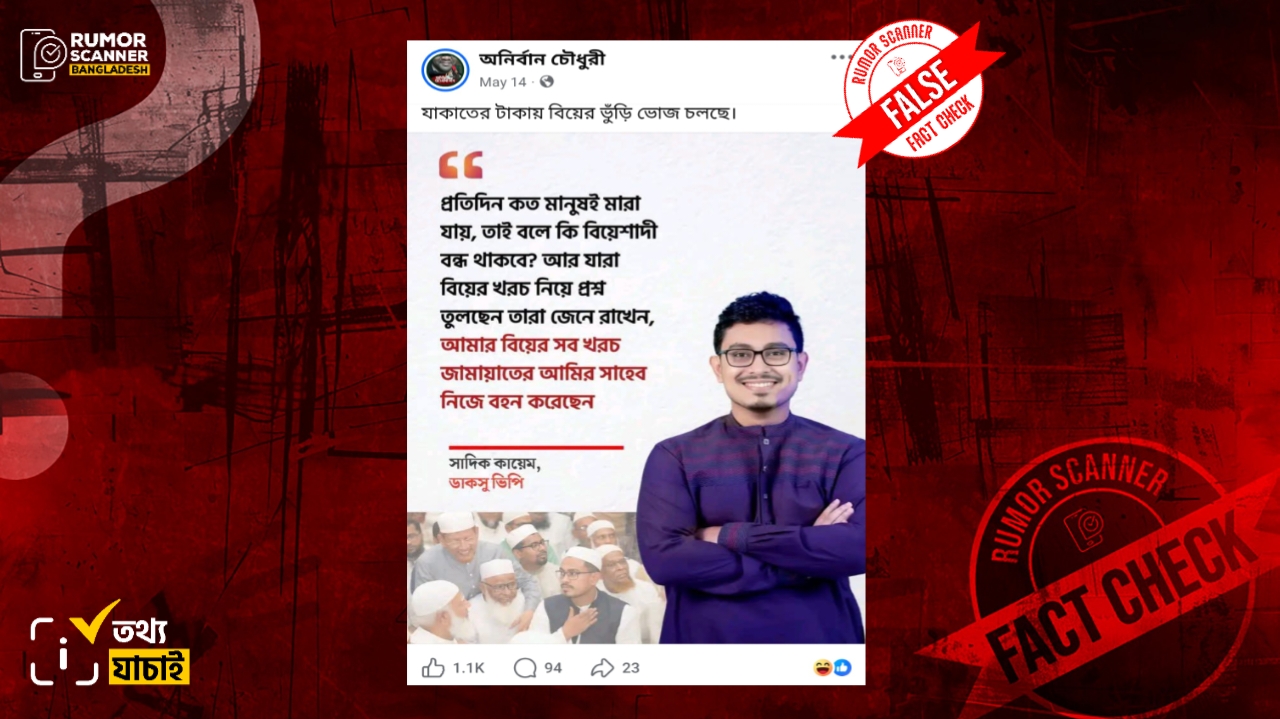 RUMOR
SCANNER
BANGLADESH
অনির্বান চৌধুরী
May 14 ·
যাকাতের টাকায় বিয়ের ভুঁড়ি ভোজ চলছে।
RUMOR SCANNER
FALSE
FACT CHECK
প্রতিদিন কত মানুষই মারা
যায়, তাই বলে কি বিয়েশাদী
বন্ধ থাকবে? আর যারা
বিয়ের খরচ নিয়ে প্রশ্ন
তুলছেন তারা জেনে রাখেন,
আমার বিয়ের সব খরচ
জামায়াতের আমির সাহেব
নিজে বহন করেছেন
সাদিক কায়েম,
ডাকসু ভিপি
1.1K 94 23
RUMOR SCANNER
FACT CHECK
তথ্য
যাচাই